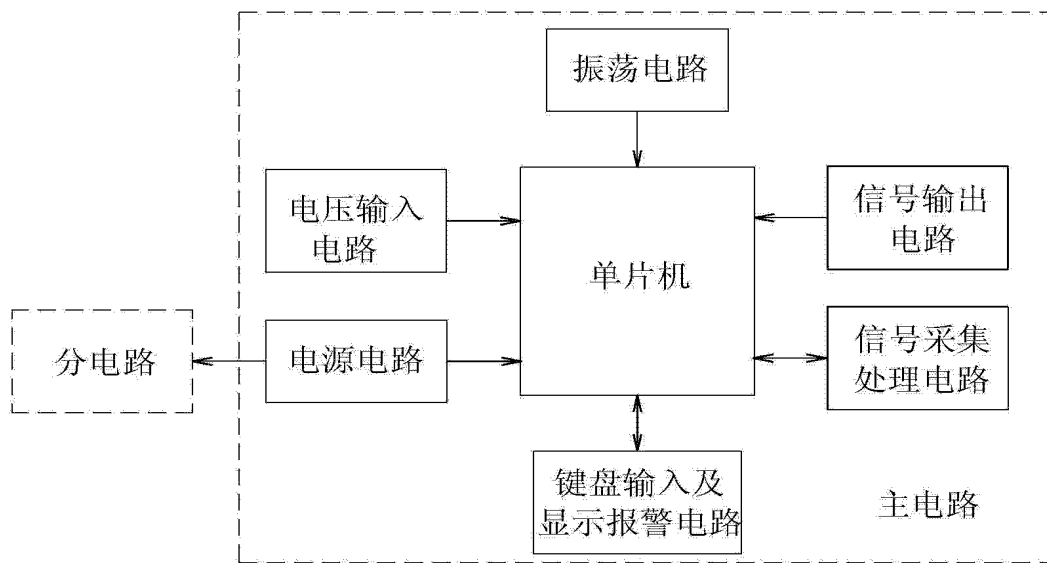 振荡电路
电压输入
电路
信号输出
电路
单片机
分电路
电源电路
信号采集
处理电路
键盘输入及
显示报警电路
主电路